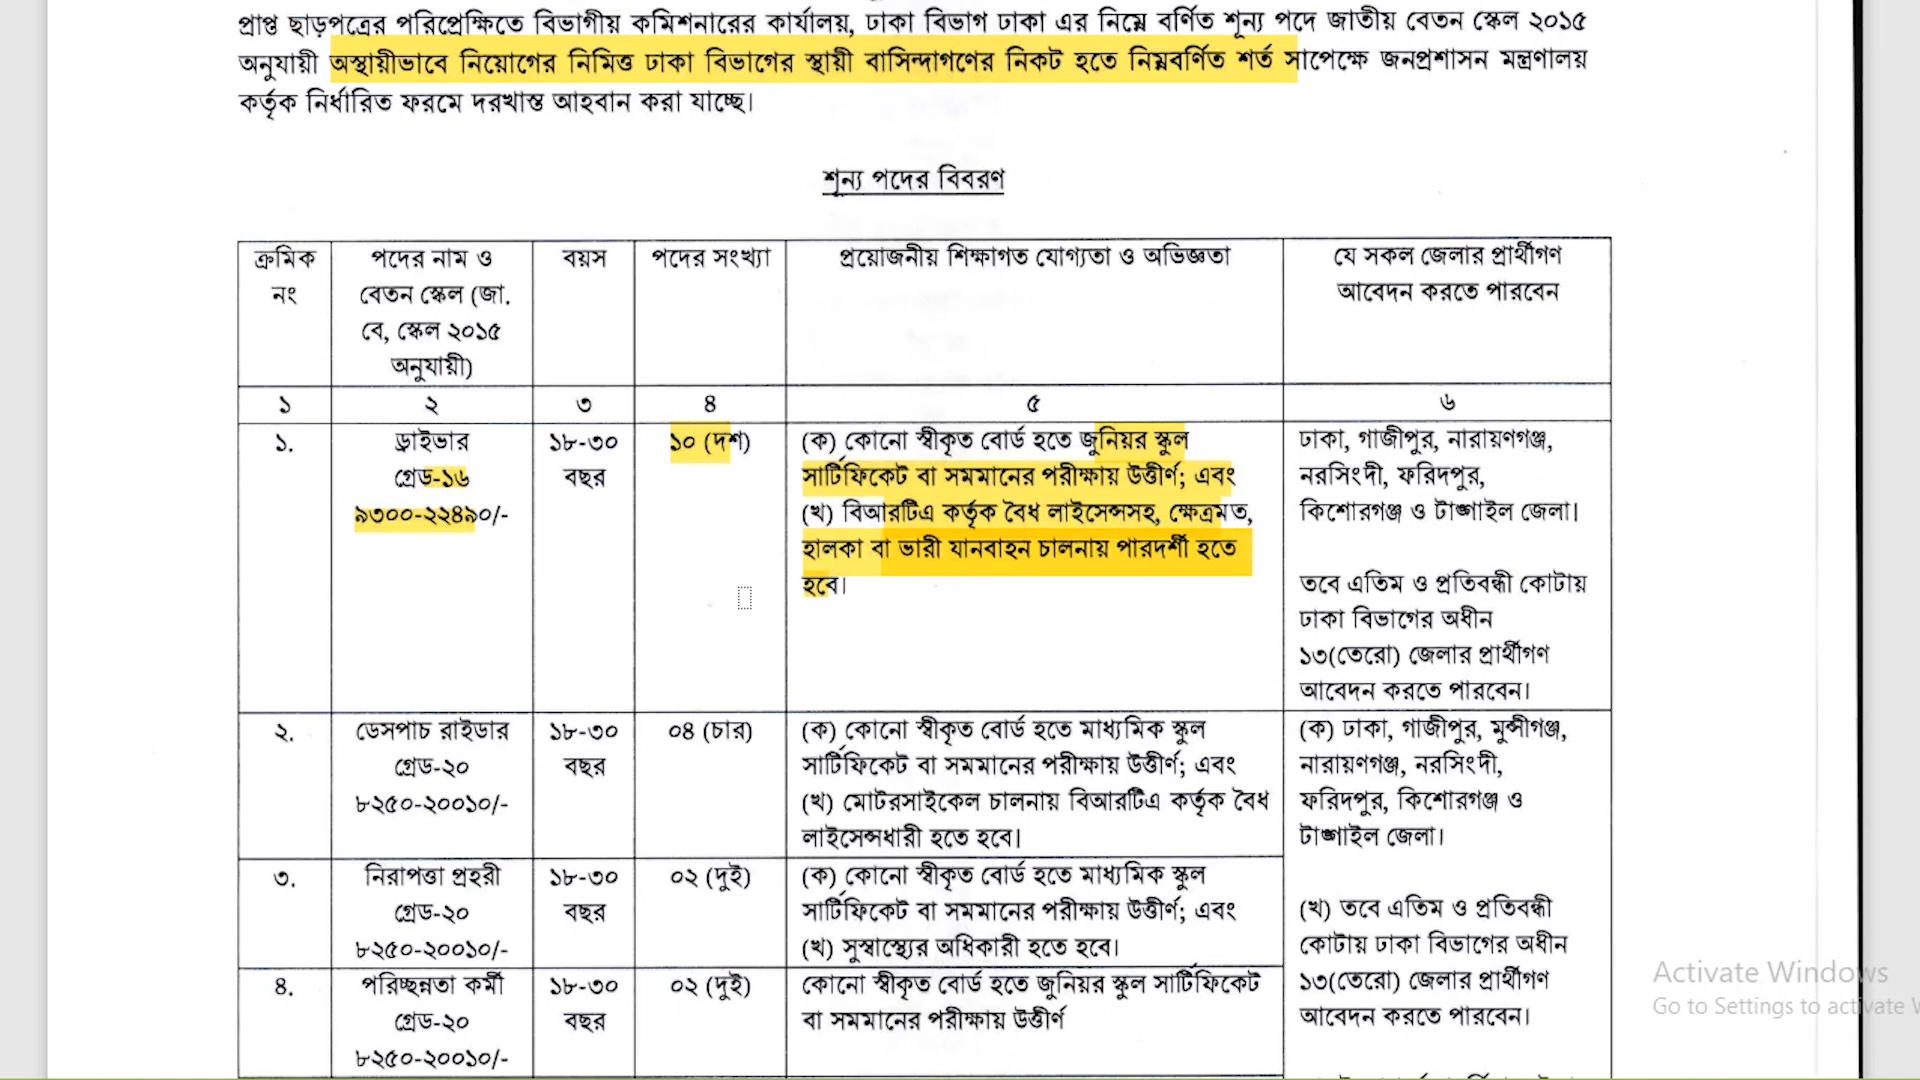 প্রাপ্ত ছাড়পত্রের পরিপ্রেক্ষিতে বিভাগীয় কমিশনারের কার্যালয়, ঢাকা বিভাগ ঢাকা এর নিম্নে বর্ণিত শূন্য পদে জাতীয় বেতন স্কেল ২০১৫
অনুযায়ী অস্থায়ীভাবে নিয়োগের নিমিত্ত ঢাকা বিভাগের স্থায়ী বাসিন্দাগণের নিকট হতে নিম্নবর্ণিত শর্ত সাপেক্ষে জনপ্রশাসন মন্ত্রণালয়
কর্তৃক নির্ধারিত ফরমে দরখাস্ত আহবান করা যাচ্ছে।
শূন্য পদের বিবরণ
ক্রমিক
নং
পদের নাম ও
বেতন স্কেল (জা.
বে, স্কেল ২০১৫
অনুযায়ী)
বয়স
পদের সংখ্যা
প্রয়োজনীয় শিক্ষাগত যোগ্যতা ও অভিজ্ঞতা
যে সকল জেলার প্রার্থীগণ
আবেদন করতে পারবেন
১ ২ ৩ ৪ ৫ ৬
১.
ড্রাইভার
গ্রেড-১৬
৯৩০০-২২৪৯০/-
১৮-৩০
বছর
১০ (দশ)
(ক) কোনো স্বীকৃত বোর্ড হতে জুনিয়র স্কুল
সার্টিফিকেট বা সমমানের পরীক্ষায় উত্তীর্ণ; এবং
(খ) বিআরটিএ কর্তৃক বৈধ লাইসেন্সসহ, ক্ষেত্রমত,
হালকা বা ভারী যানবাহন চালনায় পারদর্শী হতে
হবে।
ঢাকা, গাজীপুর, নারায়ণগঞ্জ,
নরসিংদী, ফরিদপুর,
কিশোরগঞ্জ ও টাঙ্গাইল জেলা।
তবে এতিম ও প্রতিবন্ধী কোটায়
ঢাকা বিভাগের অধীন
১৩(তেরো) জেলার প্রার্থীগণ
আবেদন করতে পারবেন।
২.
ডেসপাচ রাইডার
গ্রেড-২০
৮২৫০-২০০১০/-
১৮-৩০
বছর
০৪ (চার)
(ক) কোনো স্বীকৃত বোর্ড হতে মাধ্যমিক স্কুল
সার্টিফিকেট বা সমমানের পরীক্ষায় উত্তীর্ণ; এবং
(খ) মোটরসাইকেল চালনায় বিআরটিএ কর্তৃক বৈধ
লাইসেন্সধারী হতে হবে।
(ক) ঢাকা, গাজীপুর, মুন্সীগঞ্জ,
নারায়ণগঞ্জ, নরসিংদী,
ফরিদপুর, কিশোরগঞ্জ ও
টাঙ্গাইল জেলা।
৩.
নিরাপত্তা প্রহরী
গ্রেড-২০
৮২৫০-২০০১০/-
১৮-৩০
বছর
০২ (দুই)
(ক) কোনো স্বীকৃত বোর্ড হতে মাধ্যমিক স্কুল
সার্টিফিকেট বা সমমানের পরীক্ষায় উত্তীর্ণ; এবং
(খ) সুস্বাস্থ্যের অধিকারী হতে হবে।
(খ) তবে এতিম ও প্রতিবন্ধী
কোটায় ঢাকা বিভাগের অধীন
১৩(তেরো) জেলার প্রার্থীগণ
আবেদন করতে পারবেন।
৪.
পরিচ্ছন্নতা কর্মী
গ্রেড-২০
৮২৫০-২০০১০/-
১৮-৩০
বছর
০২ (দুই)
কোনো স্বীকৃত বোর্ড হতে জুনিয়র স্কুল সার্টিফিকেট
বা সমমানের পরীক্ষায় উত্তীর্ণ
Activate Windows
Go to Settings to activate